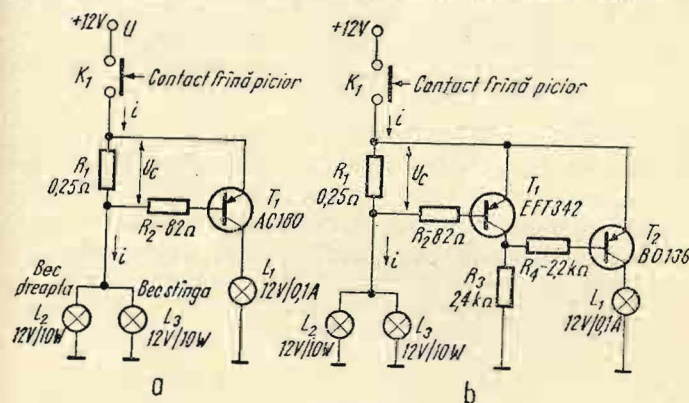 +12V U
K₁
Contact frînă picior
i
R₁
0,25Ω
U_C
R₂-82Ω
T₁
AC180
i
Bec dreapta
Bec stînga
L₂
12V/10W
L₃
12V/10W
L₁
12V/0,1A
a
+12V
K₁
Contact frînă picior
i
R₁
0,25Ω
U_C
R₂-82Ω
T₁
EFT342
R₃
2,4kΩ
R₄-2,2kΩ
T₂
BD136
i
L₂
12V/10W
L₃
12V/10W
L₁
12V/0,1A
b